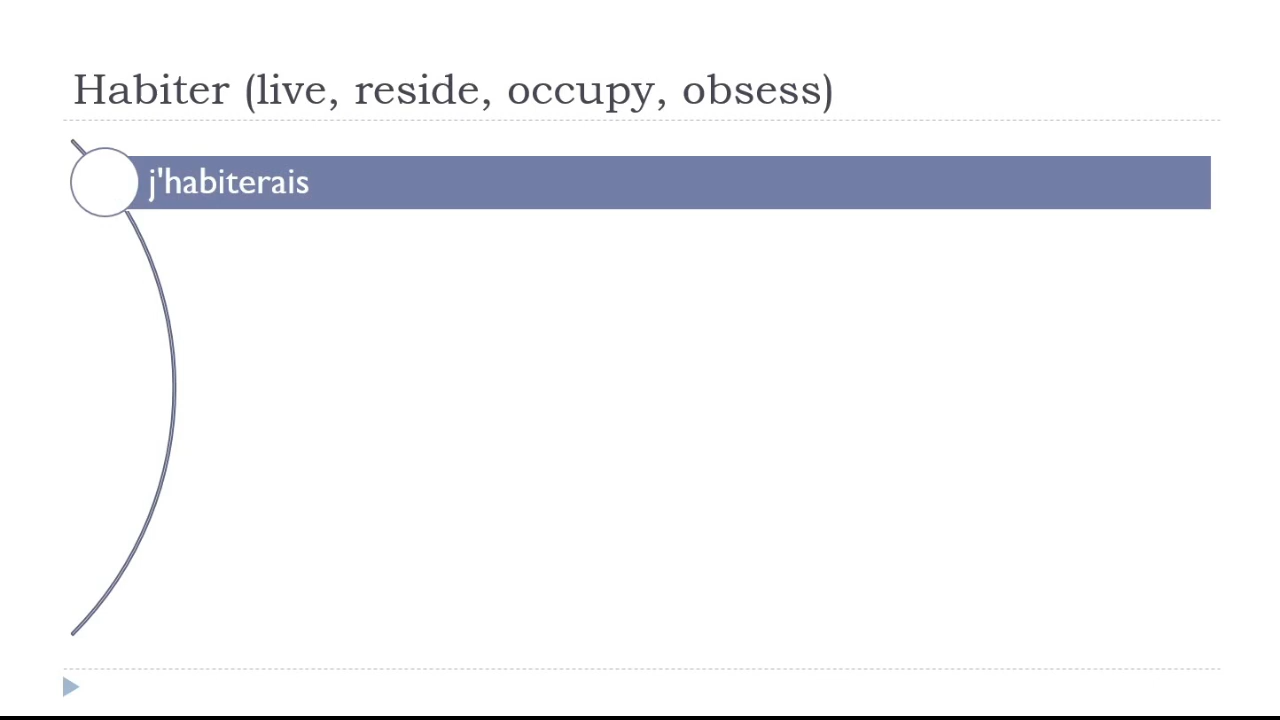 Habiter (live, reside, occupy, obsess)
j'habiterais